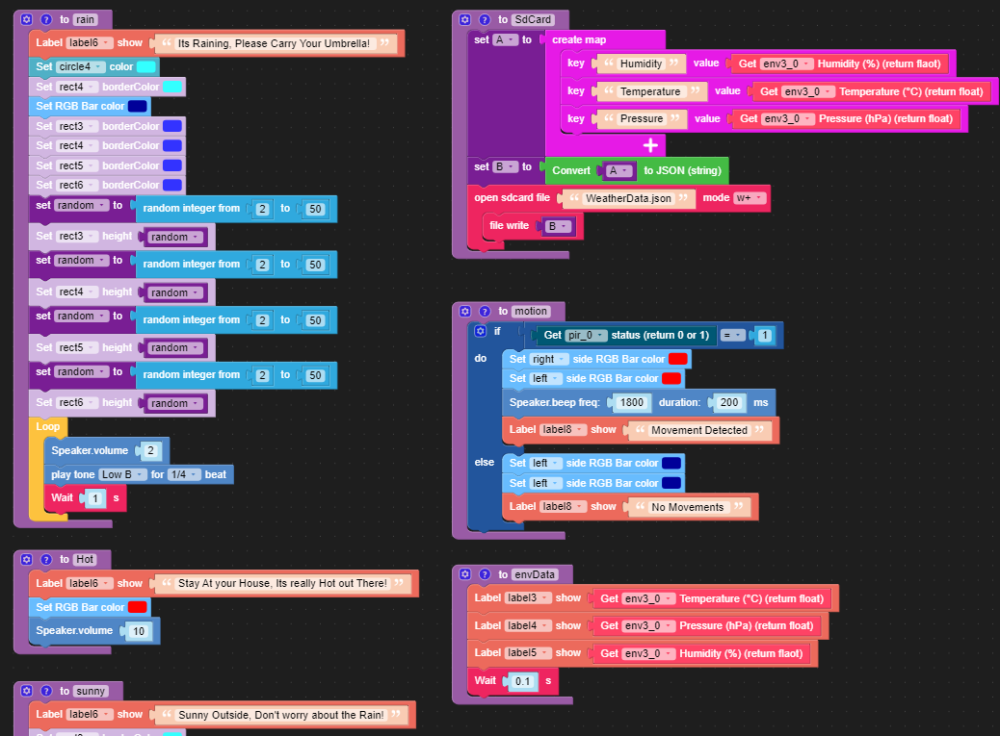 to rain
Label label6 show “ Its Raining, Please Carry Your Umbrella! ”
Set circle4 color
Set rect4 borderColor
Set RGB Bar color
Set rect3 borderColor
Set rect4 borderColor
Set rect5 borderColor
Set rect6 borderColor
set random to random integer from 2 to 50
Set rect3 height random
set random to random integer from 2 to 50
Set rect4 height random
set random to random integer from 2 to 50
Set rect5 height random
set random to random integer from 2 to 50
Set rect6 height random
Loop
Speaker.volume 2
play tone Low B for 1/4 beat
Wait 1 s
? to Hot
Label label6 show “ Stay At your House, Its really Hot out There! ”
Set RGB Bar color
Speaker.volume 10
? to sunny
Label label6 show “ Sunny Outside, Don't worry about the Rain! ”
? to SdCard
set A to create map
key “ Humidity ” value Get env3_0 Humidity (%) (return flaot)
key “ Temperature ” value Get env3_0 Temperature (°C) (return float)
key “ Pressure ” value Get env3_0 Pressure (hPa) (return float)
+
set B to Convert A to JSON (string)
open sdcard file “ WeatherData.json ” mode w+
file write B
? to motion
if Get pir_0 status (return 0 or 1) = 1
do Set right side RGB Bar color
Set left side RGB Bar color
Speaker.beep freq: 1800 duration: 200 ms
Label label8 show “ Movement Detected ”
else Set left side RGB Bar color
Set left side RGB Bar color
Label label8 show “ No Movements ”
? to envData
Label label3 show Get env3_0 Temperature (°C) (return float)
Label label4 show Get env3_0 Pressure (hPa) (return float)
Label label5 show Get env3_0 Humidity (%) (return flaot)
Wait 0.1 s